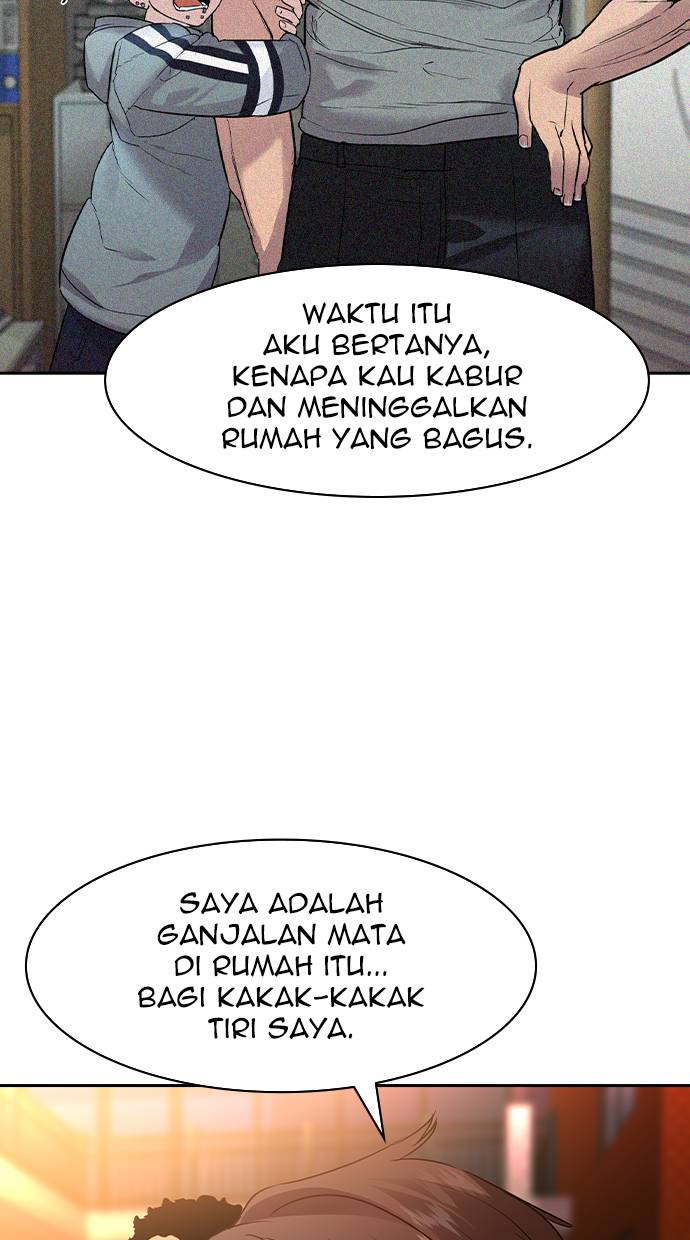 WAKTU ITU
AKU BERTANYA,
KENAPA KAU KABUR
DAN MENINGGALKAN
RUMAH YANG BAGUS.
SAYA ADALAH
GANJALAN MATA
DI RUMAH ITU...
BAGI KAKAK-KAKAK
TIRI SAYA.